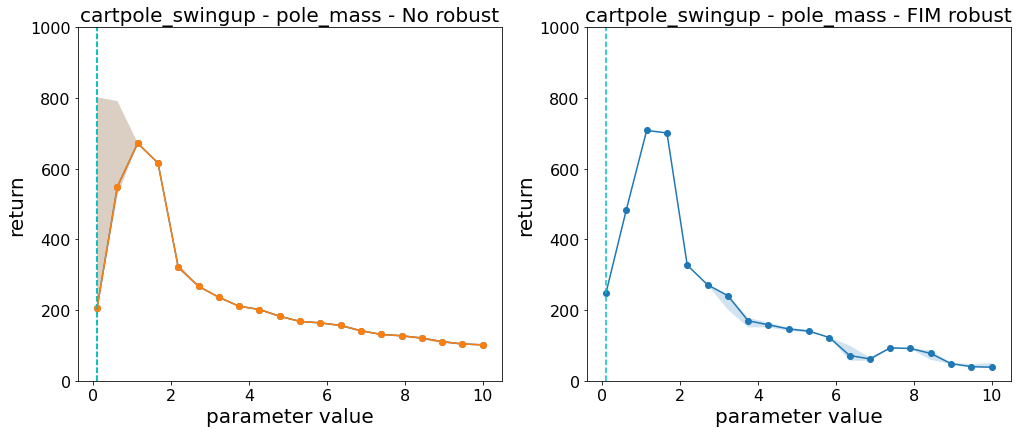 cartpole_swingup - pole_mass - No robust
1000
800
600
400
200
0
return
0 2 4 6 8 10
parameter value
cartpole_swingup - pole_mass - FIM robust
1000
800
600
400
200
0
return
0 2 4 6 8 10
parameter value